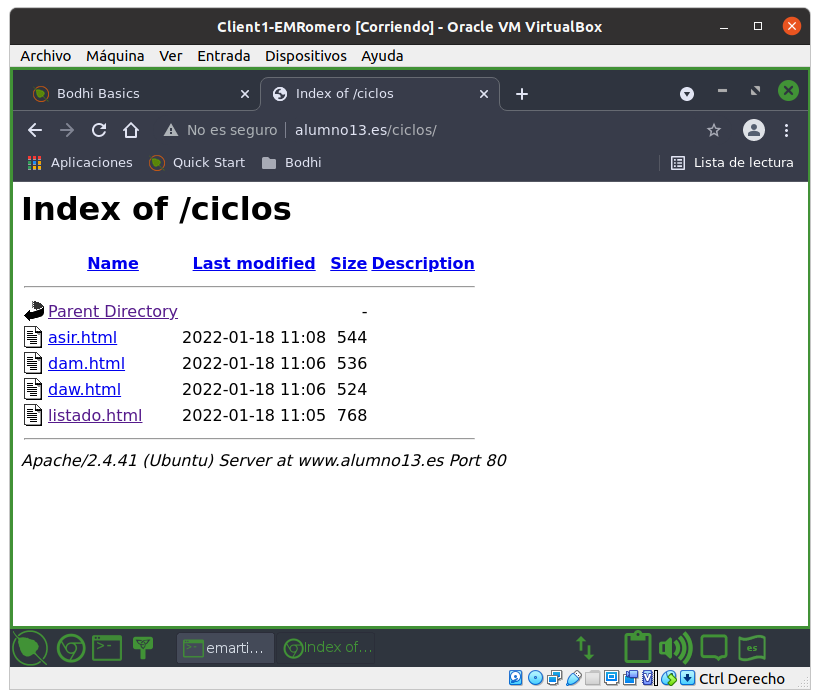 Client1-EMRomero [Corriendo] - Oracle VM VirtualBox
Archivo Máquina Ver Entrada Dispositivos Ayuda
Bodhi Basics Index of /ciclos
No es seguro alumno13.es/ciclos/
Aplicaciones Quick Start Bodhi Lista de lectura
Index of /ciclos
Name Last modified Size Description
Parent Directory -
asir.html 2022-01-18 11:08 544
dam.html 2022-01-18 11:06 536
daw.html 2022-01-18 11:06 524
listado.html 2022-01-18 11:05 768
Apache/2.4.41 (Ubuntu) Server at www.alumno13.es Port 80
emarti... Index of... es
Ctrl Derecho